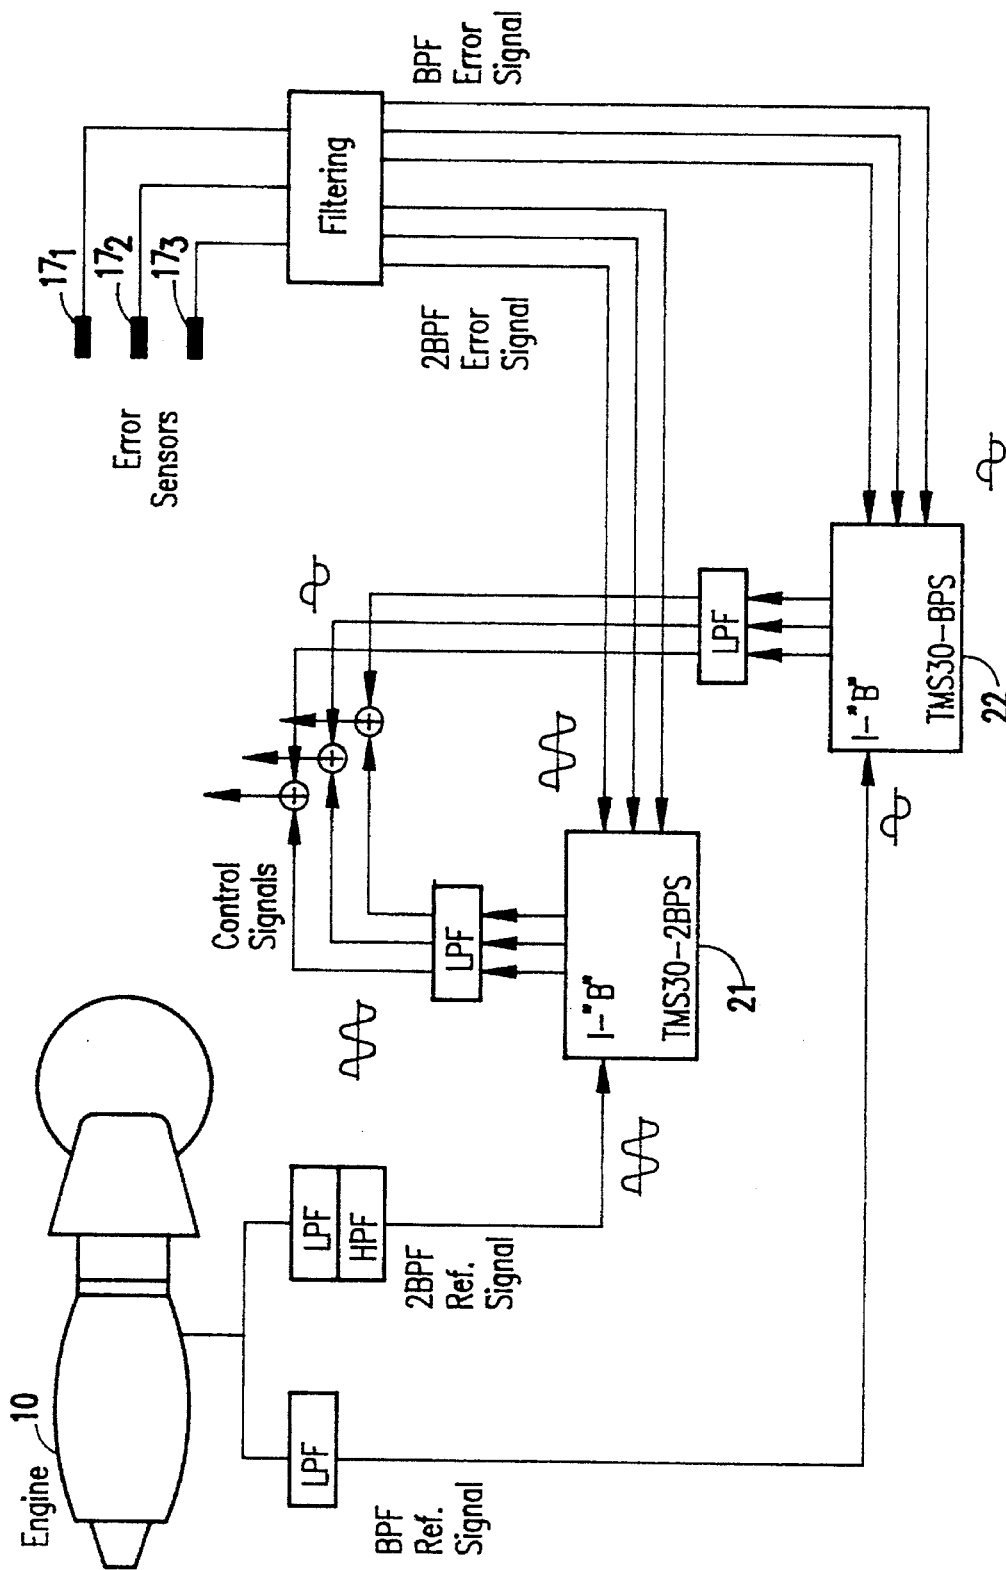 Engine
10
LPF
BPF
Ref.
Signal
LPF
HPF
2BPF
Ref.
Signal
Control
Signals
LPF
I-"B"
TMS30-2BPS
21
LPF
I-"B"
TMS30-BPS
22
Error
Sensors
171
172
173
Filtering
2BPF
Error
Signal
BPF
Error
Signal